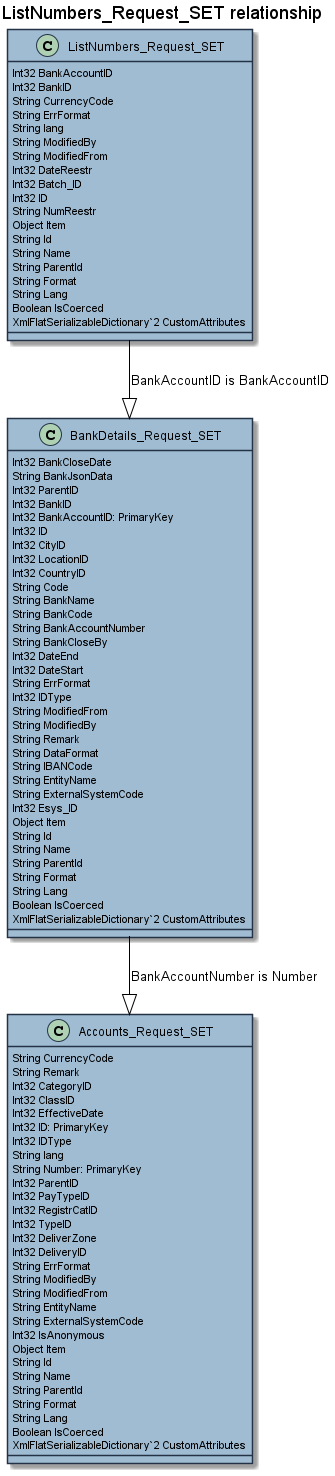 ListNumbers_Request_SET relationship
C ListNumbers_Request_SET
Int32 BankAccountID
Int32 BankID
String CurrencyCode
String ErrFormat
String lang
String ModifiedBy
String ModifiedFrom
Int32 DateReestr
Int32 Batch_ID
Int32 ID
String NumReestr
Object Item
String Id
String Name
String ParentId
String Format
String Lang
Boolean IsCoerced
XmlFlatSerializableDictionary`2 CustomAttributes
BankAccountID is BankAccountID
C BankDetails_Request_SET
Int32 BankCloseDate
String BankJsonData
Int32 ParentID
Int32 BankID
Int32 BankAccountID: PrimaryKey
Int32 ID
Int32 CityID
Int32 LocationID
Int32 CountryID
String Code
String BankName
String BankCode
String BankAccountNumber
String BankCloseBy
Int32 DateEnd
Int32 DateStart
String ErrFormat
Int32 IDType
String ModifiedFrom
String ModifiedBy
String Remark
String DataFormat
String IBANCode
String EntityName
String ExternalSystemCode
Int32 Esys_ID
Object Item
String Id
String Name
String ParentId
String Format
String Lang
Boolean IsCoerced
XmlFlatSerializableDictionary`2 CustomAttributes
BankAccountNumber is Number
C Accounts_Request_SET
String CurrencyCode
String Remark
Int32 CategoryID
Int32 ClassID
Int32 EffectiveDate
Int32 ID: PrimaryKey
Int32 IDType
String lang
String Number: PrimaryKey
Int32 ParentID
Int32 PayTypeID
Int32 RegistrCatID
Int32 TypeID
Int32 DeliverZone
Int32 DeliveryID
String ErrFormat
String ModifiedBy
String ModifiedFrom
String EntityName
String ExternalSystemCode
Int32 IsAnonymous
Object Item
String Id
String Name
String ParentId
String Format
String Lang
Boolean IsCoerced
XmlFlatSerializableDictionary`2 CustomAttributes